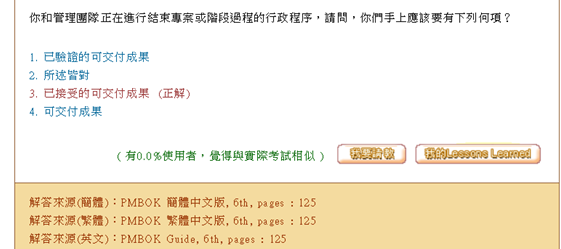 你和管理團隊正在進行結束專案或階段過程的行政程序，請問，你們手上應該要有下列何項？
1. 已驗證的可交付成果
2. 所述皆對
3. 已接受的可交付成果 (正解)
4. 可交付成果
(有0.0%使用者，覺得與實際考試相似) 我要請教 我的Lessons Learned
解答來源(簡體)：PMBOK 簡體中文版, 6th, pages : 125
解答來源(繁體)：PMBOK 繁體中文版, 6th, pages : 125
解答來源(英文)：PMBOK Guide, 6th, pages : 125